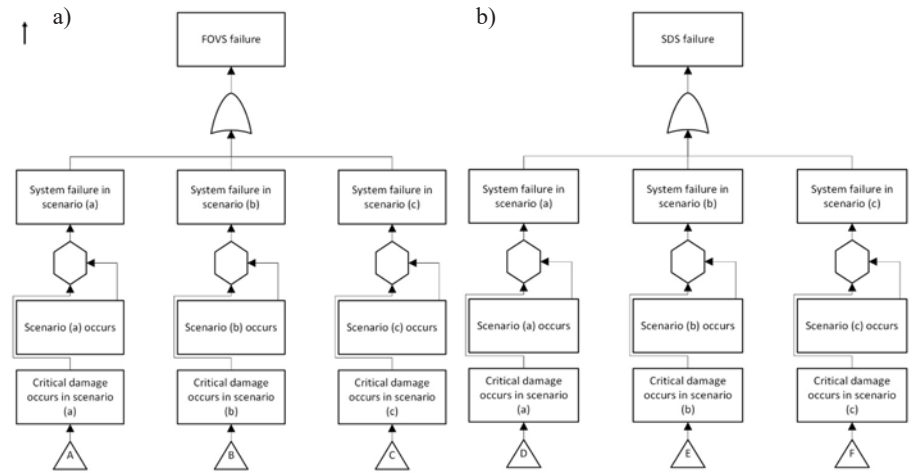 a)
FOVS failure
System failure in
scenario (a)
System failure in
scenario (b)
System failure in
scenario (c)
Scenario (a) occurs
Scenario (b) occurs
Scenario (c) occurs
Critical damage
occurs in scenario
(a)
Critical damage
occurs in scenario
(b)
Critical damage
occurs in scenario
(c)
A
B
C
b)
SDS failure
System failure in
scenario (a)
System failure in
scenario (b)
System failure in
scenario (c)
Scenario (a) occurs
Scenario (b) occurs
Scenario (c) occurs
Critical damage
occurs in scenario
(a)
Critical damage
occurs in scenario
(b)
Critical damage
occurs in scenario
(c)
D
E
F